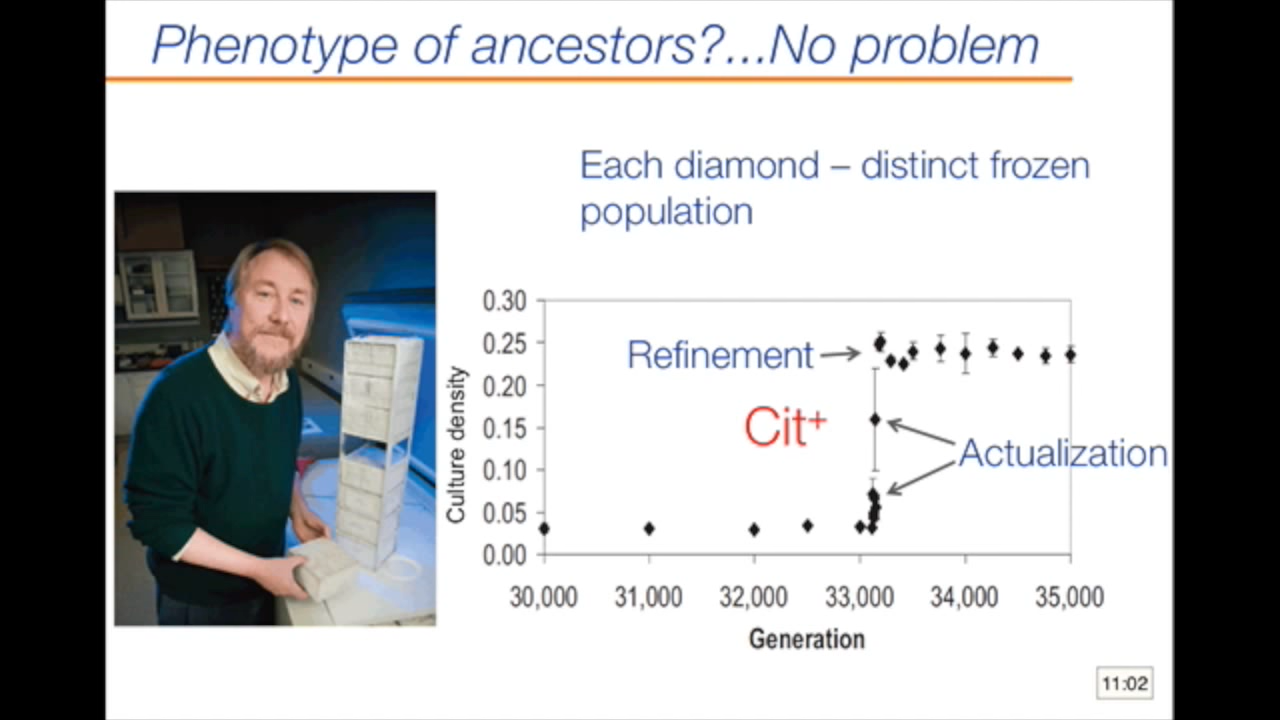 Phenotype of ancestors?...No problem
Each diamond – distinct frozen
population
0.30
0.25
0.20
0.15
0.10
0.05
0.00
Culture density
Refinement
Cit+
Actualization
30,000 31,000 32,000 33,000 34,000 35,000
Generation
11:02